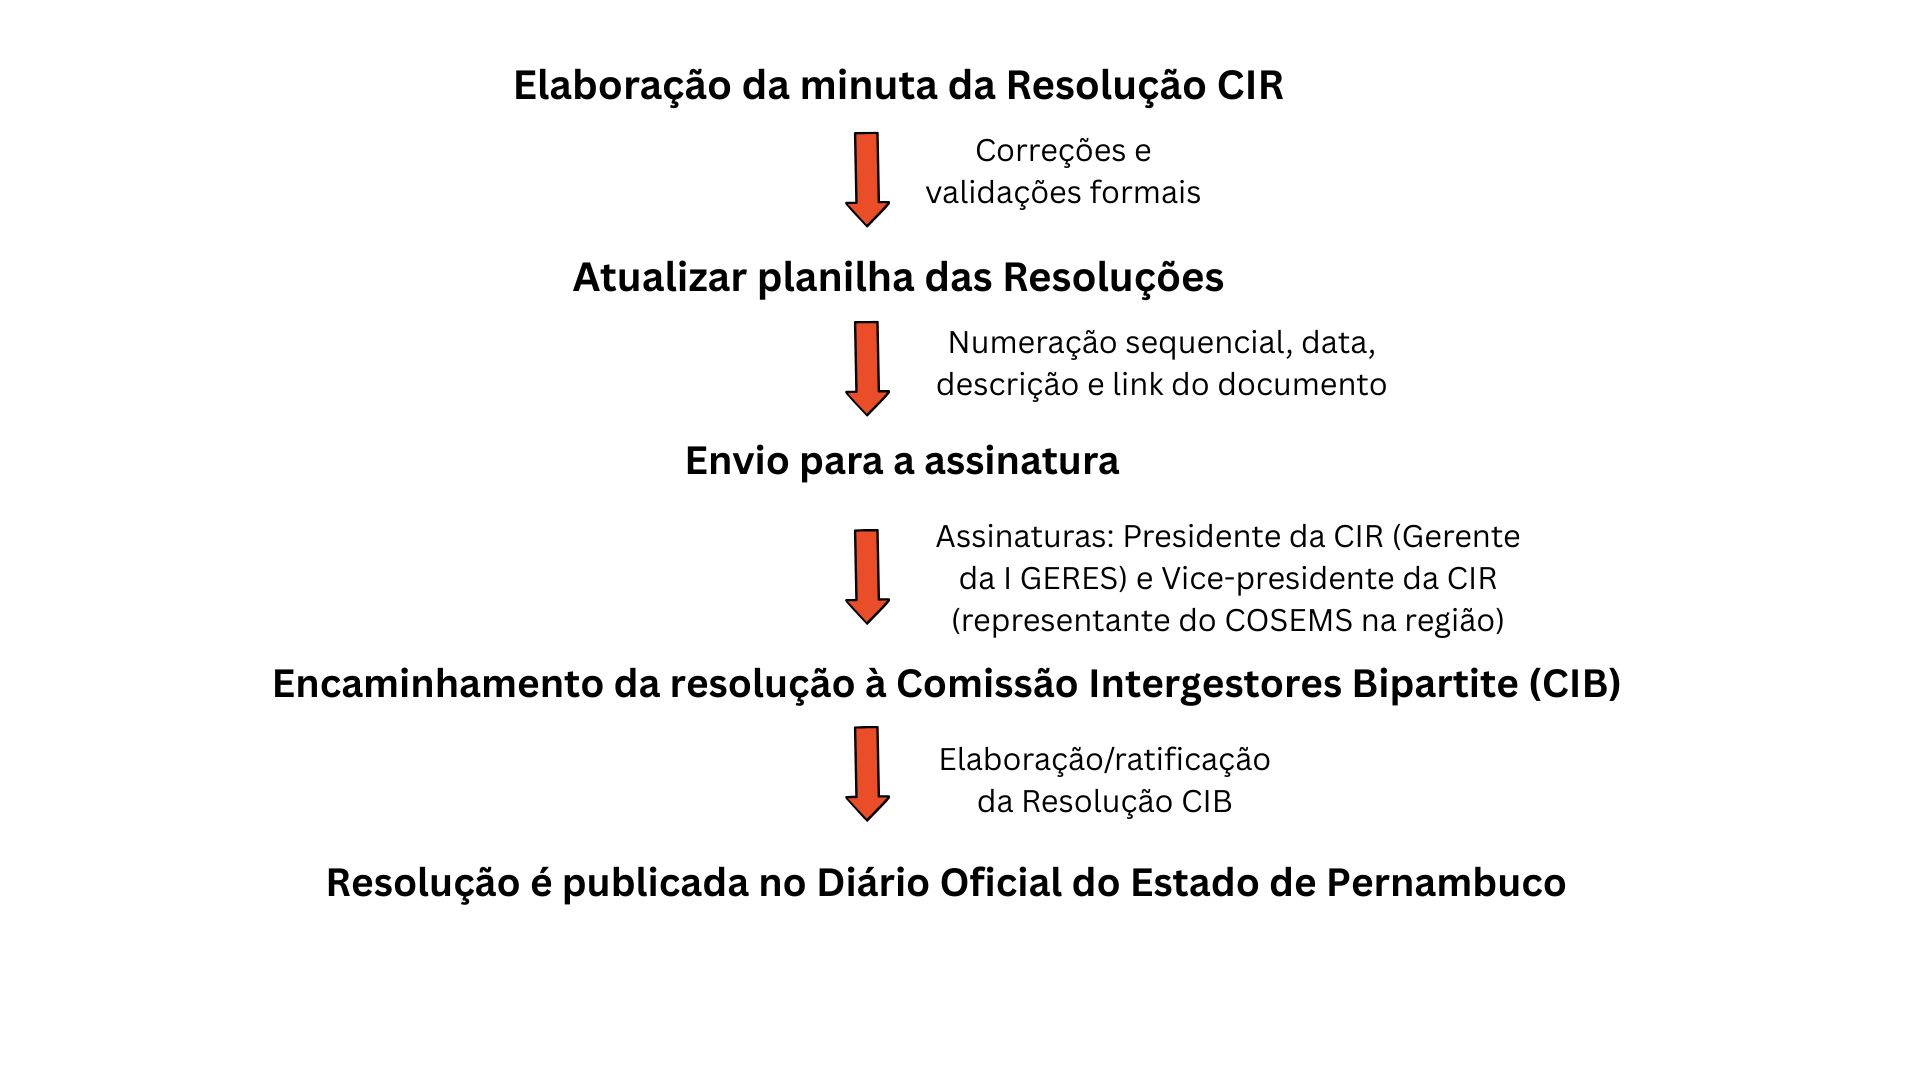 Elaboração da minuta da Resolução CIR
Correções e
validações formais
Atualizar planilha das Resoluções
Numeração sequencial, data,
descrição e link do documento
Envio para a assinatura
Assinaturas: Presidente da CIR (Gerente
da I GERES) e Vice-presidente da CIR
(representante do COSEMS na região)
Encaminhamento da resolução à Comissão Intergestores Bipartite (CIB)
Elaboração/ratificação
da Resolução CIB
Resolução é publicada no Diário Oficial do Estado de Pernambuco